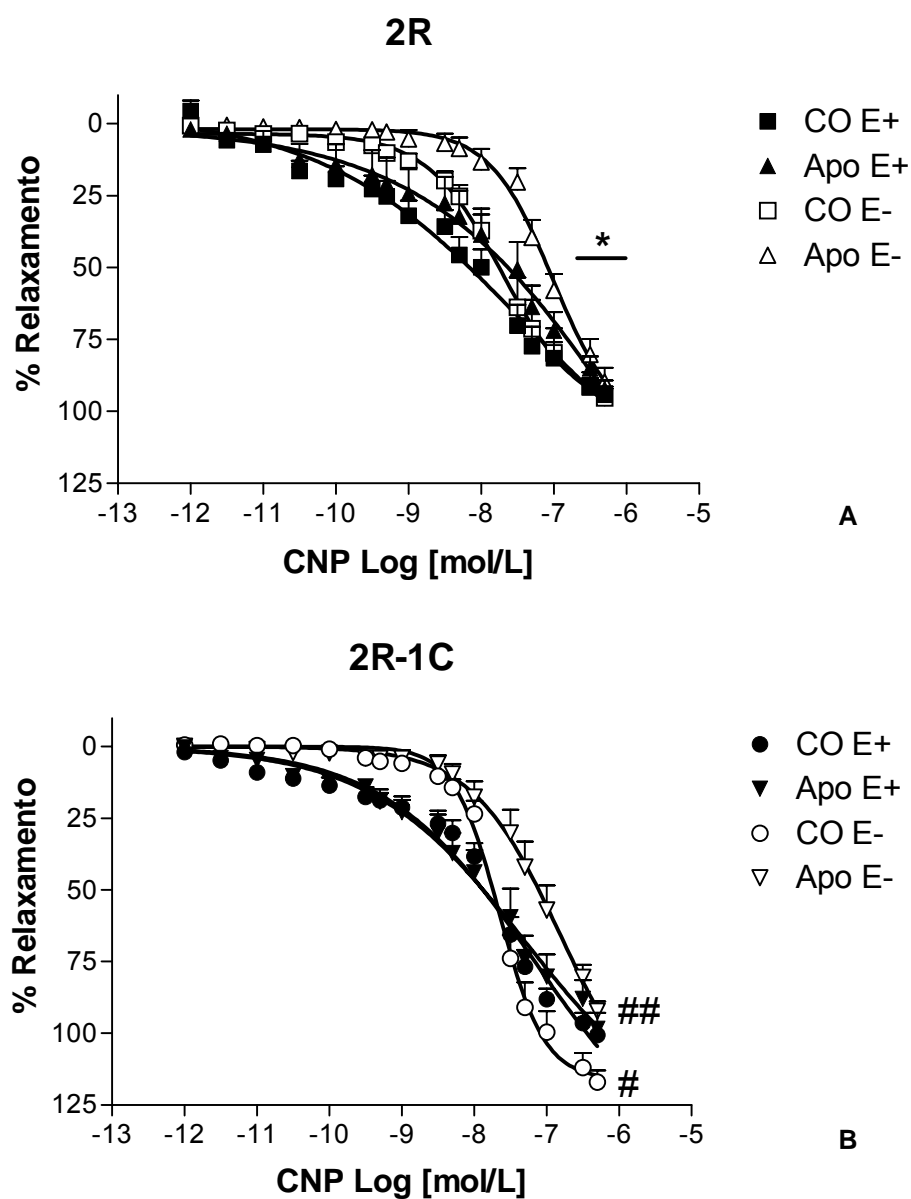 2R
0
25
50
75
100
125
% Relaxamento
-13 -12 -11 -10 -9 -8 -7 -6 -5
CNP Log [mol/L]
*
CO E+
Apo E+
CO E-
Apo E-
A
2R-1C
0
25
50
75
100
125
% Relaxamento
-13 -12 -11 -10 -9 -8 -7 -6 -5
CNP Log [mol/L]
##
#
CO E+
Apo E+
CO E-
Apo E-
B